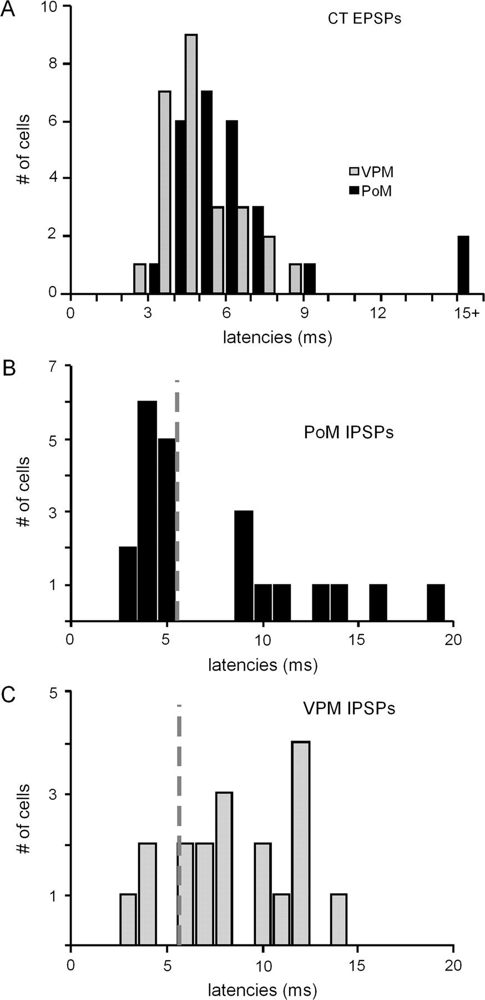 A
10
CT EPSPs
8
6
# of cells
VPM
4
PoM
2
0
0 3 6 9 12 15+
latencies (ms)
B
7
PoM IPSPs
5
# of cells
3
1
0 5 10 15 20
latencies (ms)
C
5
VPM IPSPs
3
# of cells
1
0 5 10 15 20
latencies (ms)